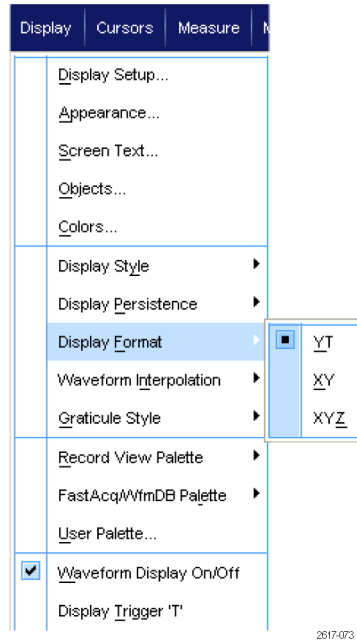 Display Cursors Measure
Display Setup...
Appearance...
Screen Text...
Objects...
Colors...
Display Style
Display Persistence
Display Format
YT
Waveform Interpolation
XY
Graticule Style
XYZ
Record View Palette
FastAcq/WfmDB Palette
User Palette...
Waveform Display On/Off
Display Trigger 'T'
2617-073